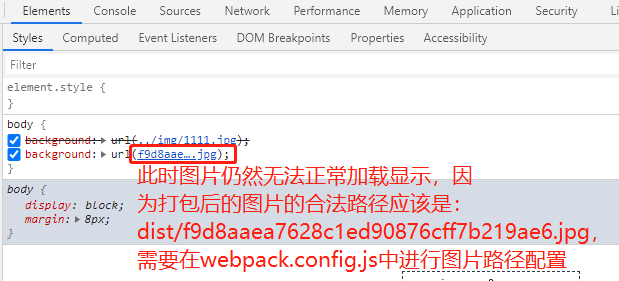 Elements Console Sources Network Performance Memory Application Security Li
Styles Computed Event Listeners DOM Breakpoints Properties Accessibility
Filter
element.style {
}
body {
background: url(../img/1111.jpg);
background: url(f9d8aae….jpg);
}
此时图片仍然无法正常加载显示，因
body {
为打包后的图片的合法路径应该是：
display: block;
dist/f9d8aaea7628c1ed90876cff7b219ae6.jpg，
margin: 8px;
}
需要在webpack.config.js中进行图片路径配置